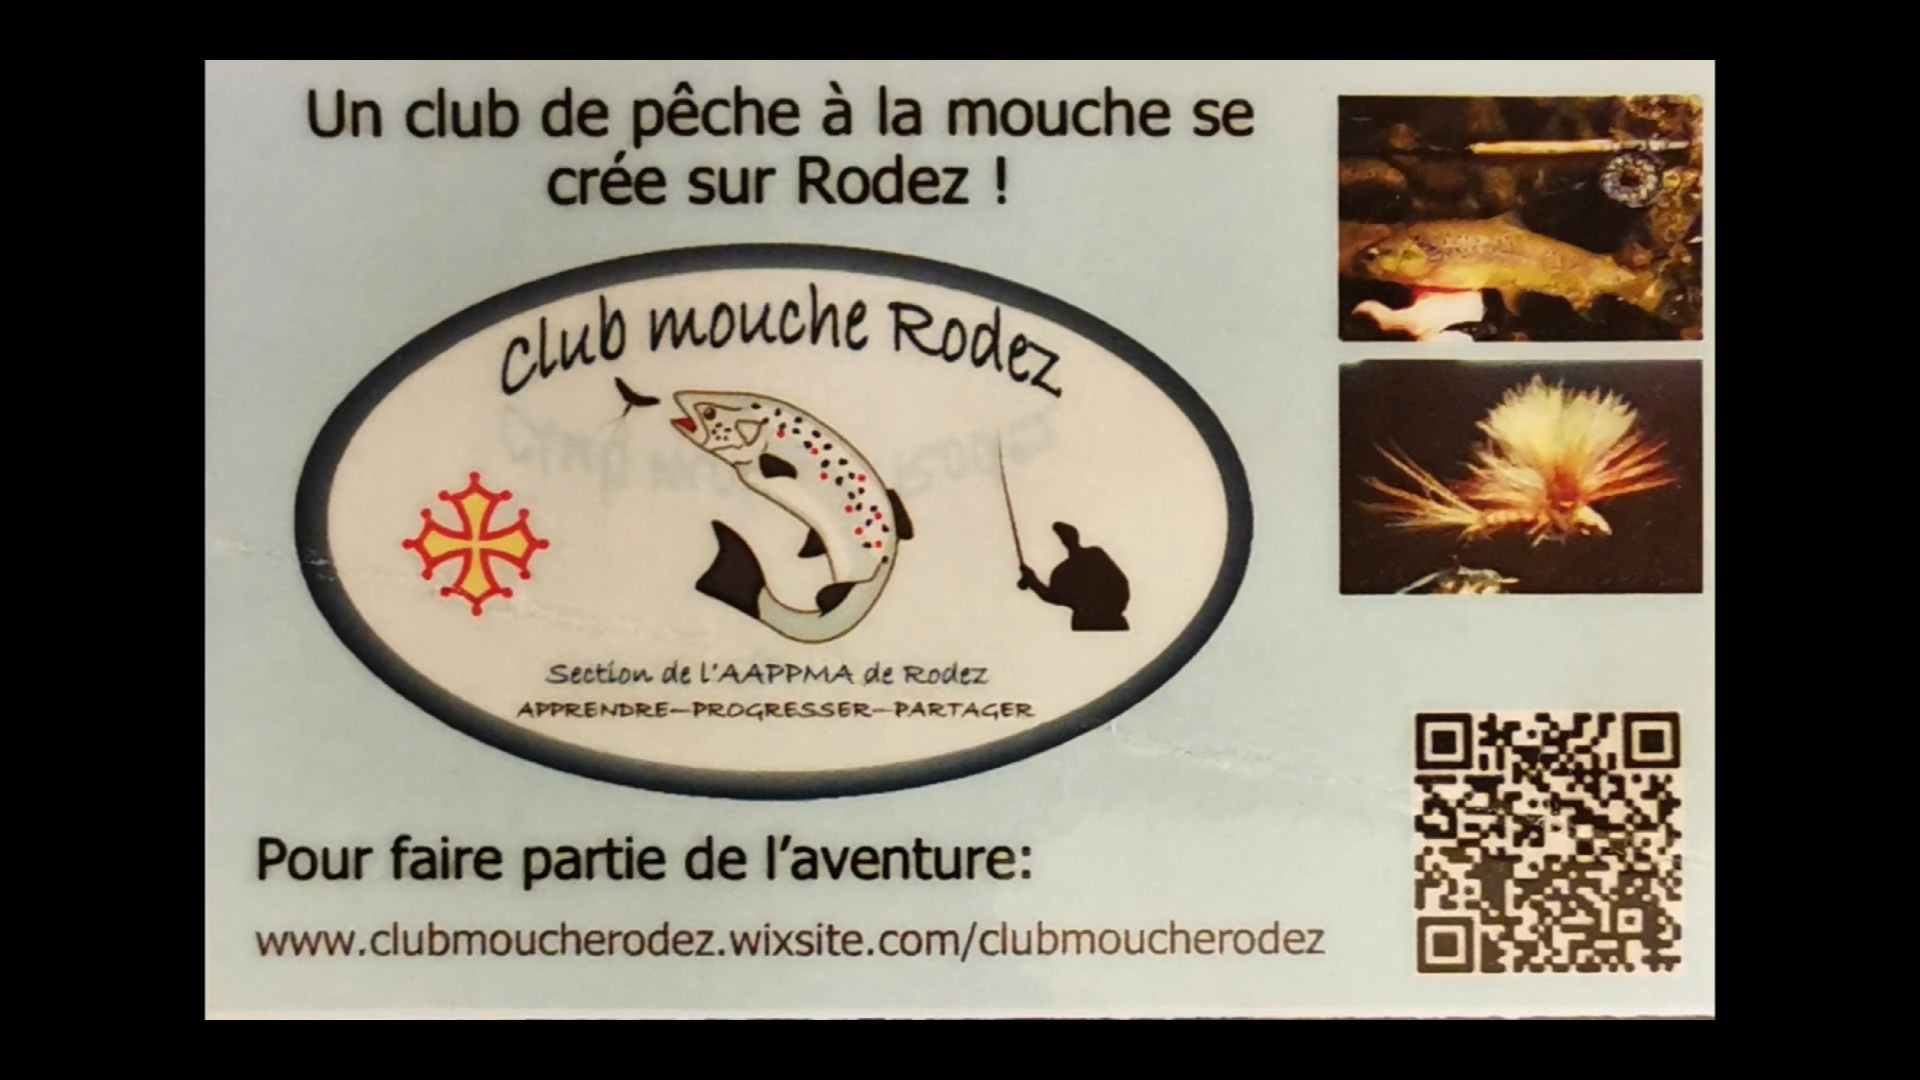 Un club de pêche à la mouche se
crée sur Rodez !
Club mouche Rodez
Section de l'AAPPMA de Rodez
APPRENDRE-PROGRESSER-PARTAGER
Pour faire partie de l'aventure:
www.clubmoucherodez.wixsite.com/clubmoucherodez